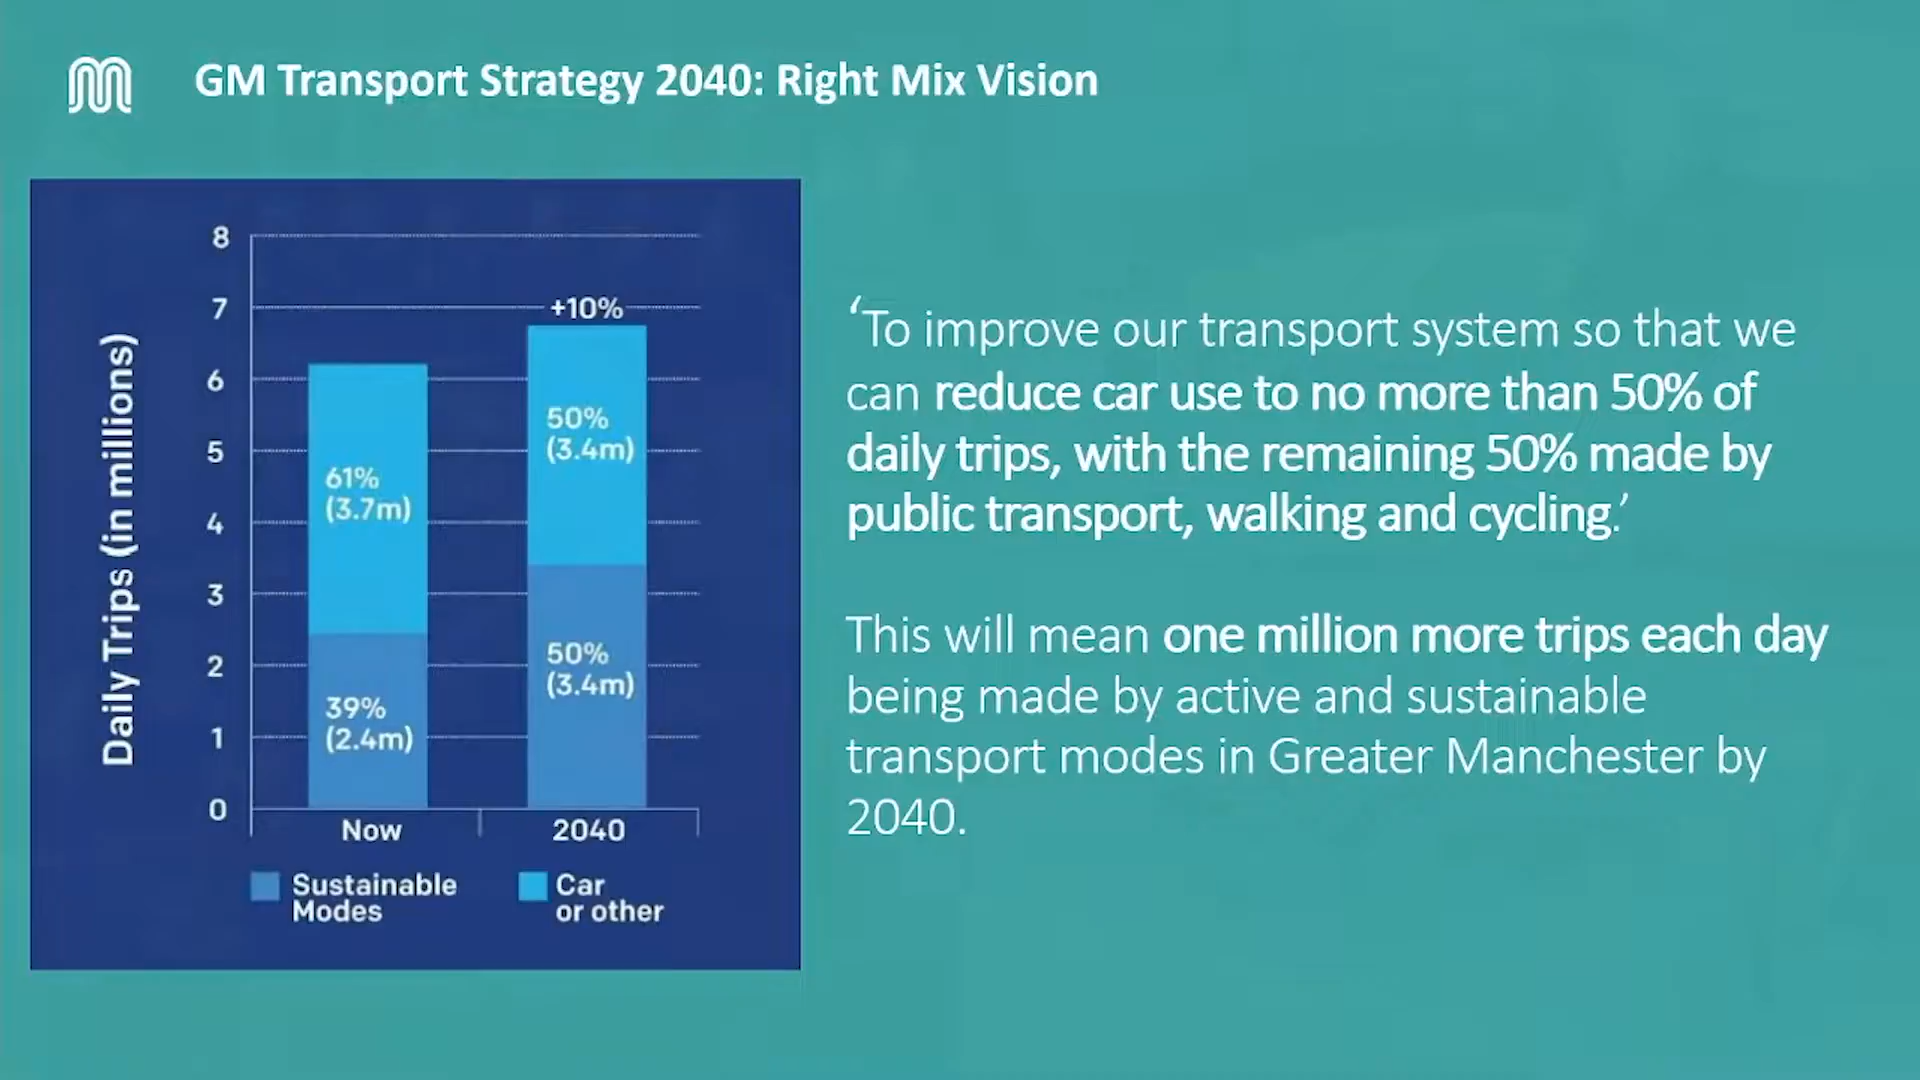 GM Transport Strategy 2040: Right Mix Vision
Daily Trips (in millions)
8
7
6
5
4
3
2
1
0
+10%
61%
(3.7m)
39%
(2.4m)
50%
(3.4m)
50%
(3.4m)
Now
2040
Sustainable
Modes
Car
or other
‘To improve our transport system so that we
can reduce car use to no more than 50% of
daily trips, with the remaining 50% made by
public transport, walking and cycling.’
This will mean one million more trips each day
being made by active and sustainable
transport modes in Greater Manchester by
2040.